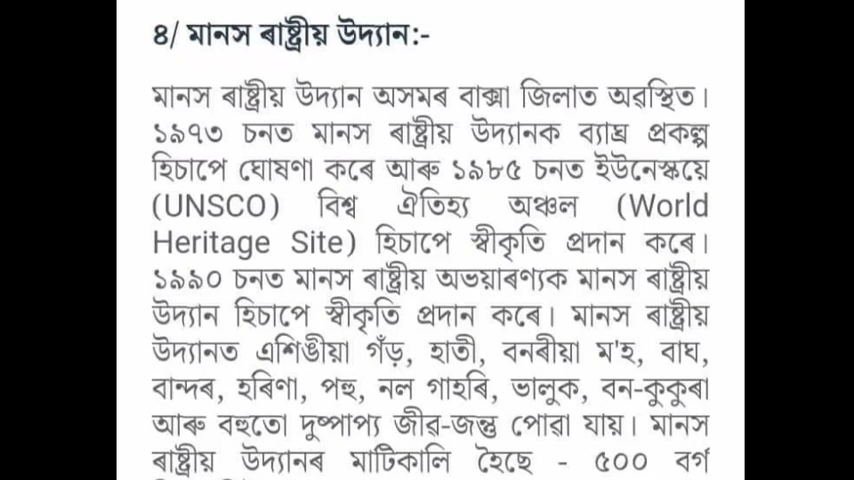 ৪/ মানস ৰাষ্ট্ৰীয় উদ্যান:-
মানস ৰাষ্ট্ৰীয় উদ্যান অসমৰ বাক্সা জিলাত অৱস্থিত।
১৯৭৩ চনত মানস ৰাষ্ট্ৰীয় উদ্যানক ব্যাঘ্ৰ প্ৰকল্প
হিচাপে ঘোষণা কৰে আৰু ১৯৮৫ চনত ইউনেস্কয়ে
(UNSCO) বিশ্ব ঐতিহ্য অঞ্চল (World
Heritage Site) হিচাপে স্বীকৃতি প্ৰদান কৰে।
১৯৯০ চনত মানস ৰাষ্ট্ৰীয় অভয়াৰণ্যক মানস ৰাষ্ট্ৰীয়
উদ্যান হিচাপে স্বীকৃতি প্ৰদান কৰে। মানস ৰাষ্ট্ৰীয়
উদ্যানত এশিঙীয়া গঁড়, হাতী, বনৰীয়া ম'হ, বাঘ,
বান্দৰ, হৰিণা, পহু, নল গাহৰি, ভালুক, বন-কুকুৰা
আৰু বহুতো দুষ্পাপ্য জীৱ-জন্তু পোৱা যায়। মানস
ৰাষ্ট্ৰীয় উদ্যানৰ মাটিকালি হৈছে - ৫০০ বৰ্গ